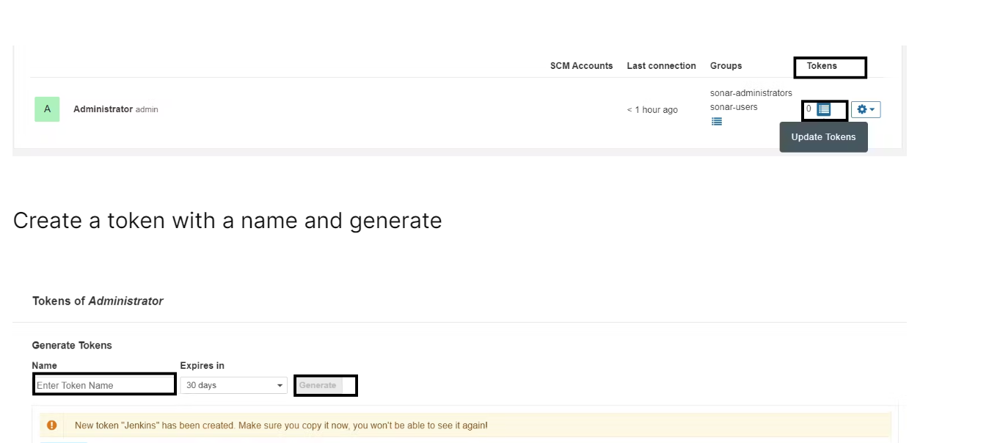 SCM Accounts Last connection Groups Tokens
sonar-administrators
A Administrator admin < 1 hour ago sonar-users 0
Update Tokens
Create a token with a name and generate
Tokens of Administrator
Generate Tokens
Name Expires in
Enter Token Name 30 days Generate
New token "Jenkins" has been created. Make sure you copy it now, you won't be able to see it again!